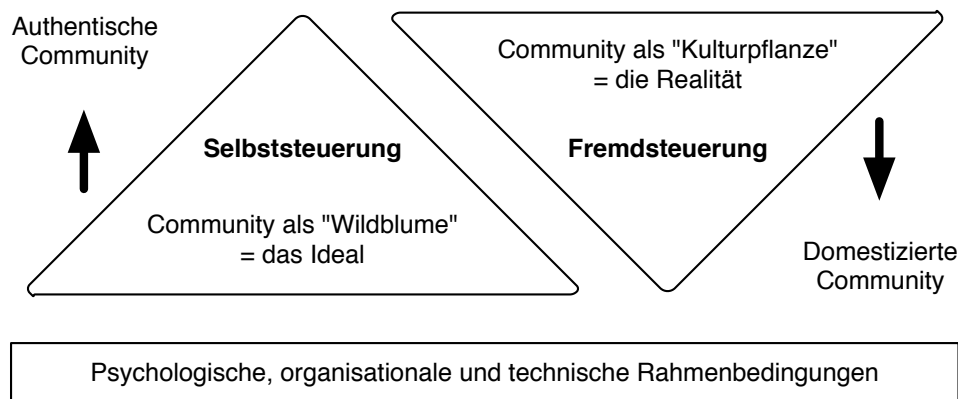 Authentische
Community
Community als "Kulturpflanze"
= die Realität
Selbststeuerung
Fremdsteuerung
Community als "Wildblume"
= das Ideal
Domestizierte
Community
Psychologische, organisationale und technische Rahmenbedingungen